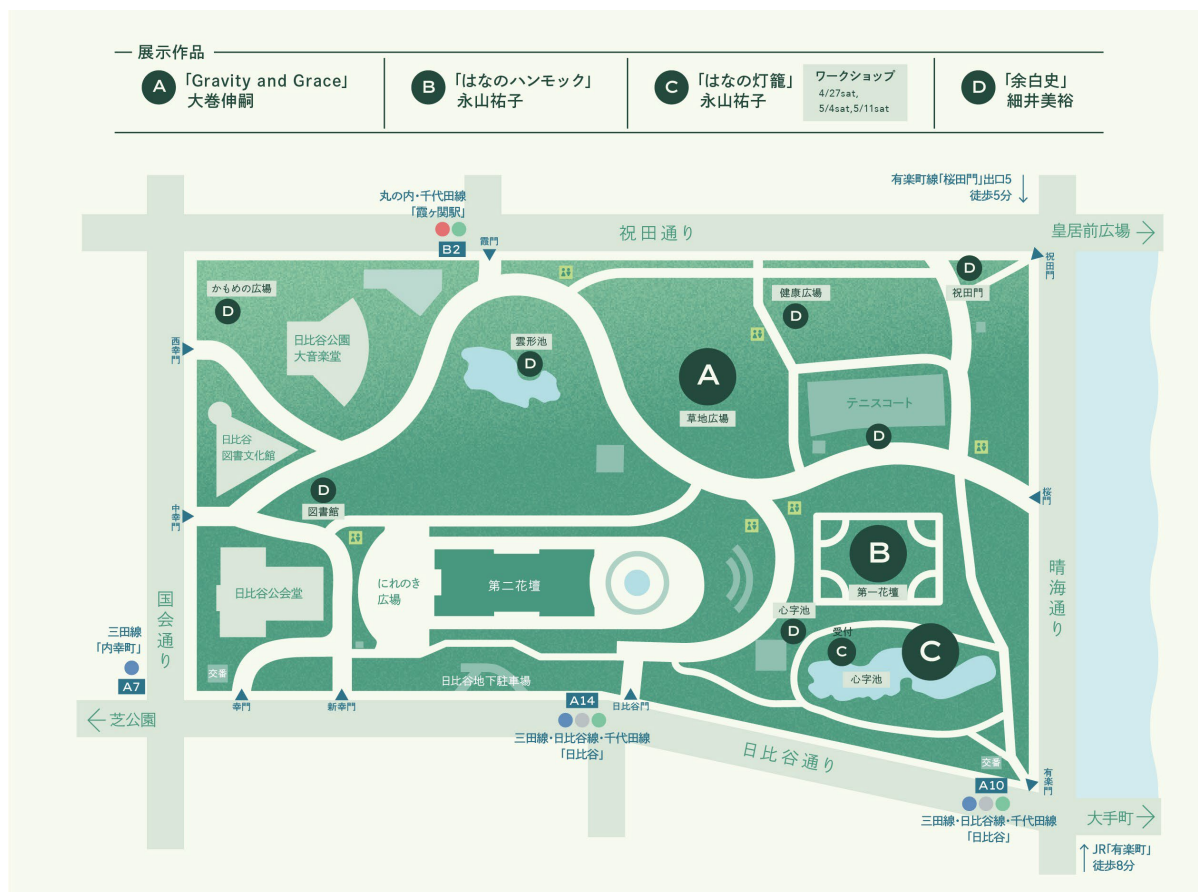 展示作品
A
「Gravity and Grace」
大巻伸嗣
B
「はなのハンモック」
永山祐子
C
「はなの灯籠」
永山祐子
ワークショップ
4/27sat,
5/4sat,5/11sat
D
「余白史」
細井美裕
丸の内・千代田線
「霞ヶ関駅」
B2
霞門
祝田通り
有楽町線「桜田門」出口5
徒歩5分
↓
皇居前広場→
祝田門
かもめの広場
D
日比谷公園
大音楽堂
雲形池
D
健康広場
D
D
祝田門
西幸門
A
草地広場
テニスコート
D
日比谷
図書文化館
D
図書館
中幸門
桜門
日比谷公会堂
にれのき
広場
第二花壇
B
第一花壇
心字池
D
受付
C
C
心字池
国会通り
晴海通り
三田線
「内幸町」
A7
交番
日比谷地下駐車場
幸門
新幸門
A14
日比谷門
三田線・日比谷線・千代田線
「日比谷」
←芝公園
日比谷通り
交番
有楽門
A10
三田線・日比谷線・千代田線
「日比谷」
大手町→
↑JR「有楽町」
徒歩8分